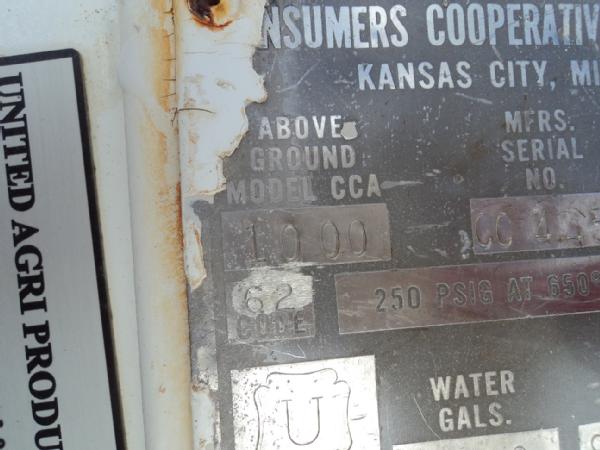 NSUMERS COOPERATIV
KANSAS CITY, MI
ABOVE
GROUND
MODEL CCA
MFRS.
SERIAL
NO.
1000
CC
62
CODE
250 PSIG AT 650°
U
WATER
GALS.
UNITED AGRI PRODU